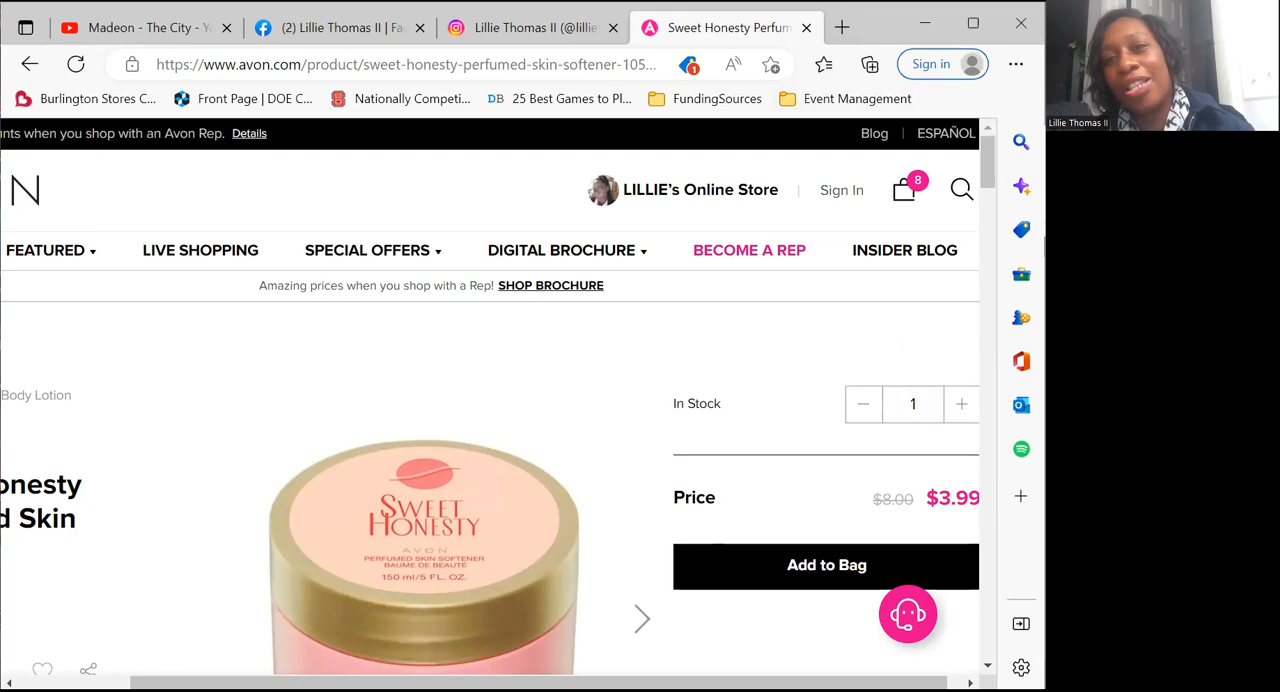 Madeon - The City - Y
(2) Lillie Thomas II | Fa
Lillie Thomas II (@lillie
Sweet Honesty Perfum
https://www.avon.com/product/sweet-honesty-perfumed-skin-softener-105...
1
A
Sign in
Burlington Stores C...
Front Page | DOE C...
Nationally Competi...
DB 25 Best Games to Pl...
FundingSources
Event Management
Lillie Thomas II
nts when you shop with an Avon Rep. Details
Blog | ESPAÑOL
N
LILLIE's Online Store
Sign In
8
FEATURED
LIVE SHOPPING
SPECIAL OFFERS
DIGITAL BROCHURE
BECOME A REP
INSIDER BLOG
Amazing prices when you shop with a Rep! SHOP BROCHURE
Body Lotion
In Stock
1
onesty
d Skin
SWEET
HONESTY
AVON
PERFUMED SKIN SOFTENER
BAUME DE BEAUTÉ
150 ml/5 FL. OZ.
Price
$8.00 $3.99
Add to Bag